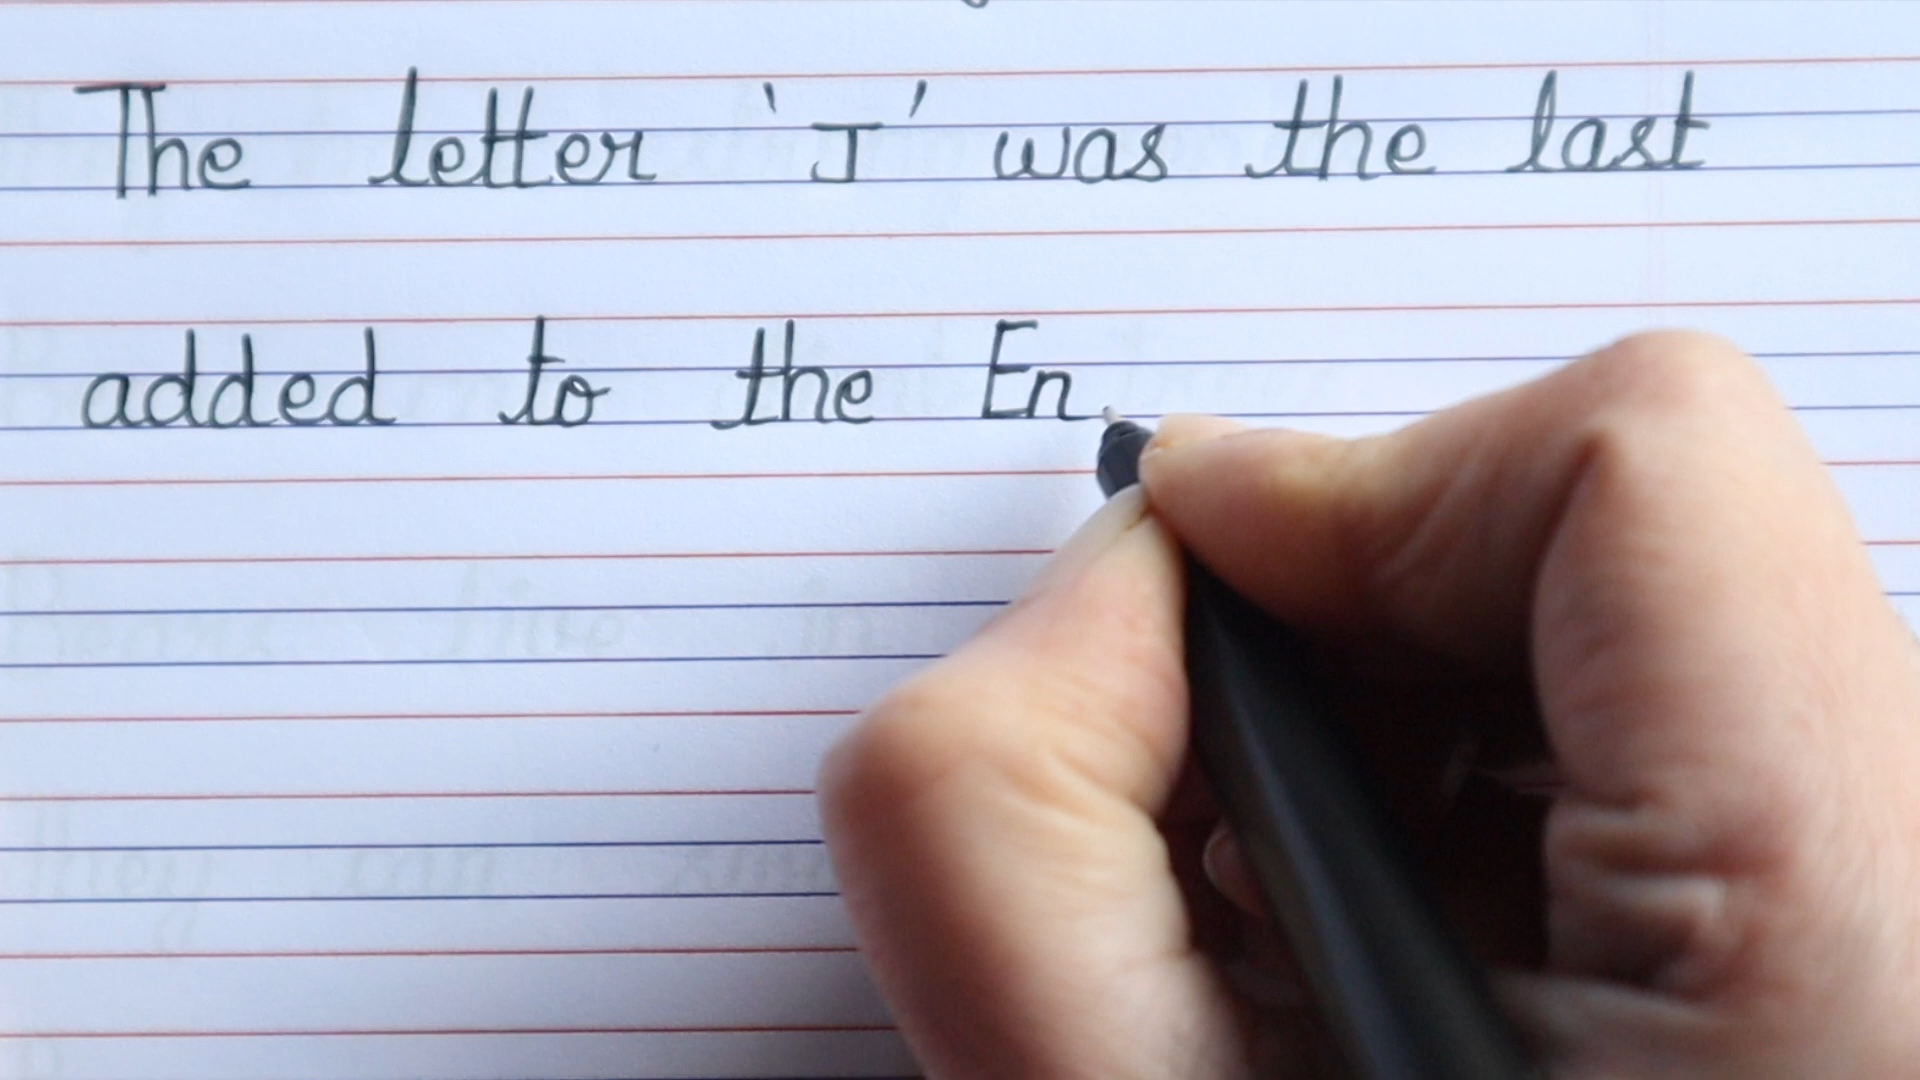 The letter 'J' was the last
added to the En